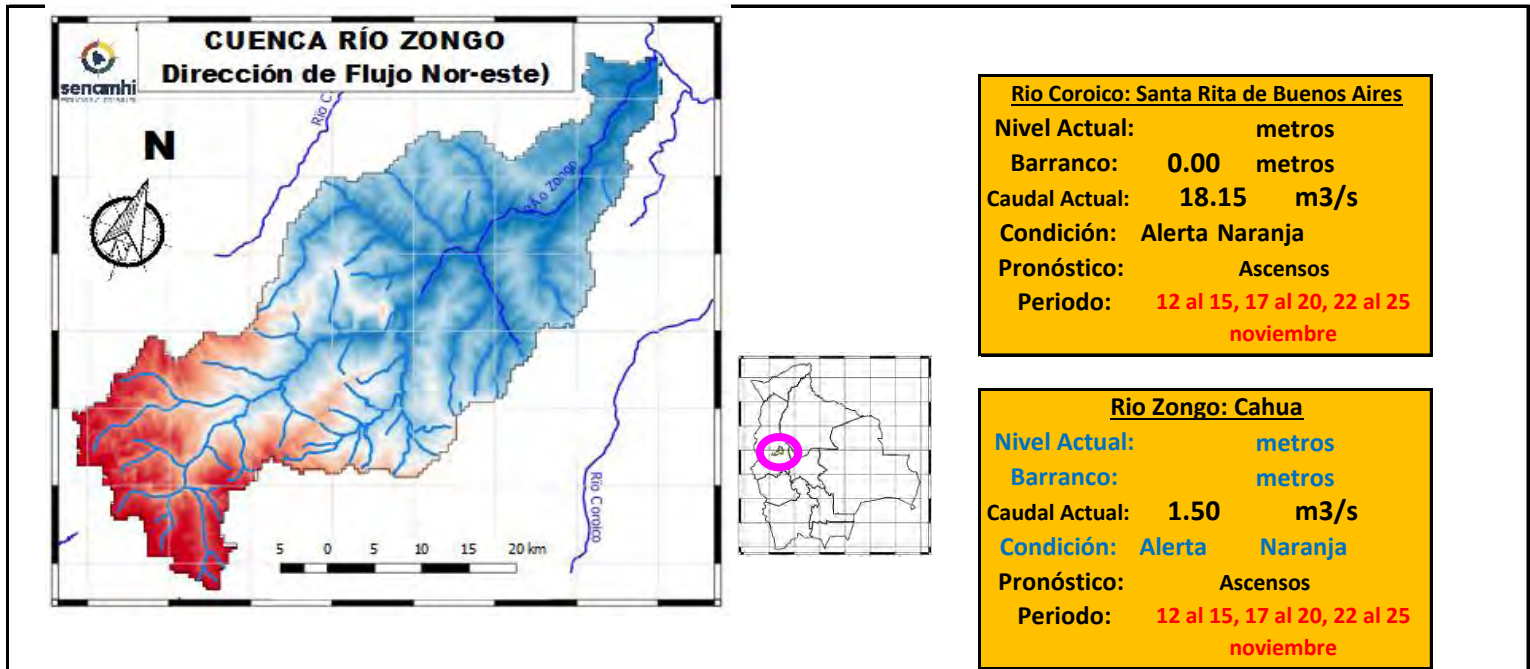 CUENCA RÍO ZONGO
Dirección de Flujo Nor-este)
senamhi
N
Río C
Río Zongo
Río Coroico
5 0 5 10 15 20 km
Rio Coroico: Santa Rita de Buenos Aires
Nivel Actual: metros
Barranco: 0.00 metros
Caudal Actual: 18.15 m3/s
Condición: Alerta Naranja
Pronóstico: Ascensos
Periodo: 12 al 15, 17 al 20, 22 al 25
noviembre
Rio Zongo: Cahua
Nivel Actual: metros
Barranco: metros
Caudal Actual: 1.50 m3/s
Condición: Alerta Naranja
Pronóstico: Ascensos
Periodo: 12 al 15, 17 al 20, 22 al 25
noviembre